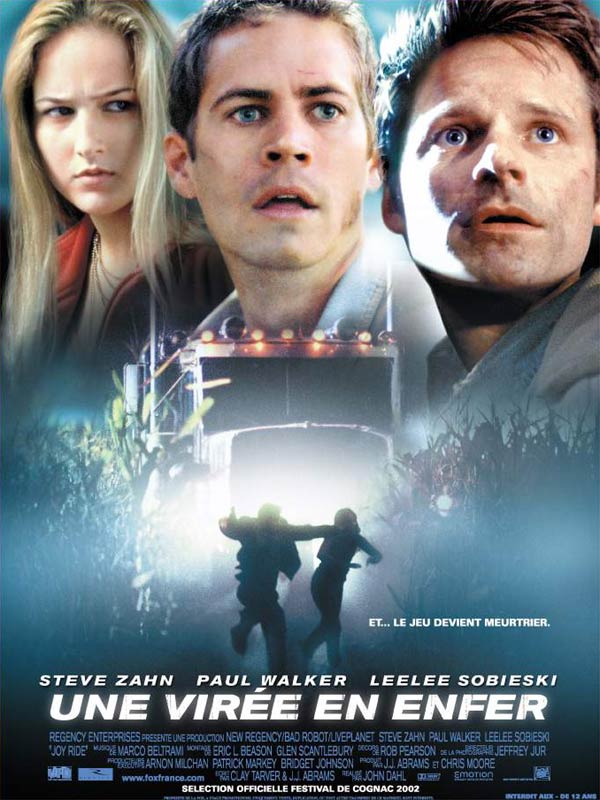 ET... LE JEU DEVIENT MEURTRIER.
STEVE ZAHN PAUL WALKER LEELEE SOBIESKI
UNE VIRÉE EN ENFER
REGENCY ENTERPRISES PRESENTE UNE PRODUCTION NEW REGENCY/BAD ROBOT/LIVEPLANET STEVE ZAHN PAUL WALKER LEELEE SOBIESKI
"JOY RIDE" MARCO BELTRAMI ERIC L. BEASON GLEN SCANTLEBURY ROB PEARSON JEFFREY JUR
ARNON MILCHAN PATRICK MARKEY BRIDGET JOHNSON J.J. ABRAMS ET CHRIS MOORE
www.foxfrance.com CLAY TARVER & J.J. ABRAMS JOHN DAHL EMOTION
SELECTION OFFICIELLE FESTIVAL DE COGNAC 2002
INTERDIT AUX - DE 12 ANS